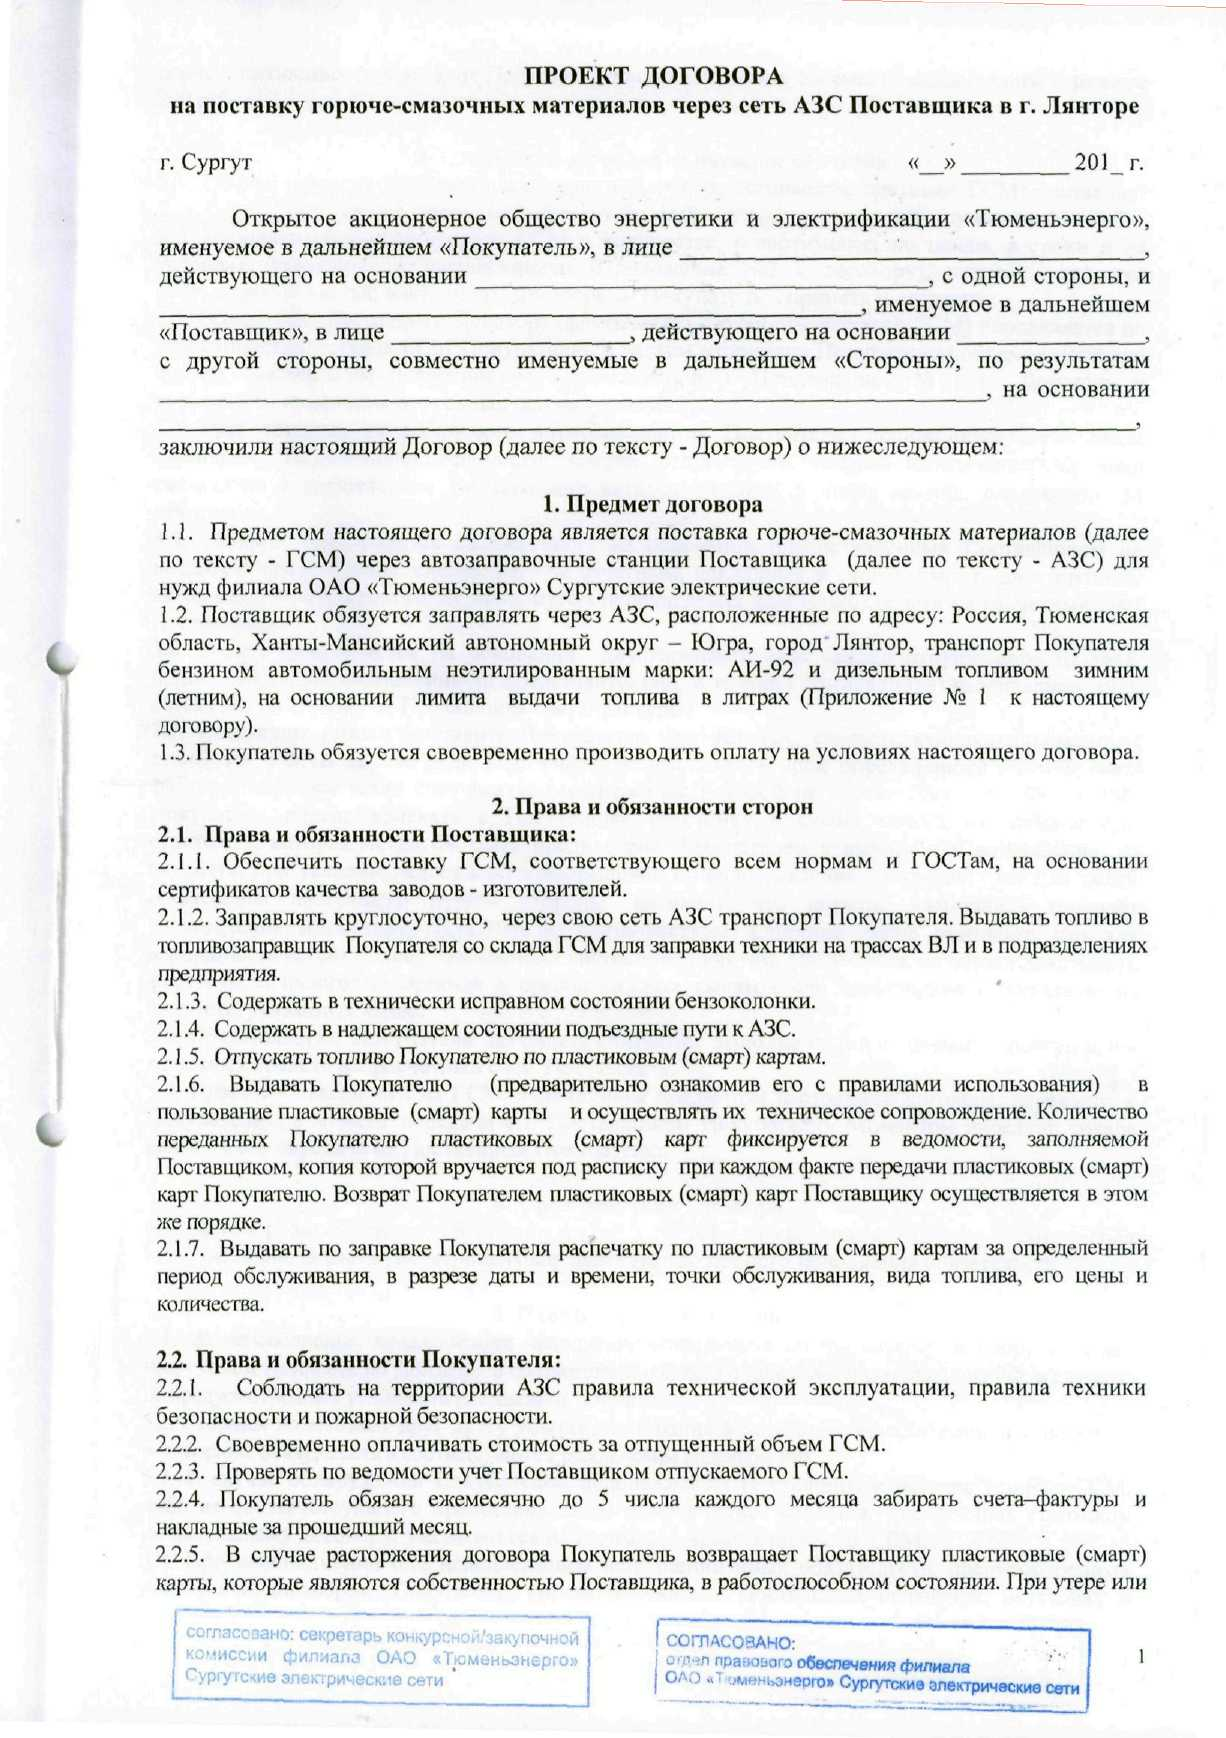 ПРОЕКТ ДОГОВОРА
на поставку горюче-смазочных материалов через сеть АЗС Поставщика в г. Лянторе
г. Сургут «__» _________ 201_ г.
Открытое акционерное общество энергетики и электрификации «Тюменьэнерго»,
именуемое в дальнейшем «Покупатель», в лице ______________________________________,
действующего на основании _____________________________________, с одной стороны, и
_________________________________________________________, именуемое в дальнейшем
«Поставщик», в лице ___________________, действующего на основании _______________,
с другой стороны, совместно именуемые в дальнейшем «Стороны», по результатам
___________________________________________________________________, на основании
_______________________________________________________________________________,
заключили настоящий Договор (далее по тексту - Договор) о нижеследующем:
1. Предмет договора
1.1. Предметом настоящего договора является поставка горюче-смазочных материалов (далее
по тексту - ГСМ) через автозаправочные станции Поставщика (далее по тексту - АЗС) для
нужд филиала ОАО «Тюменьэнерго» Сургутские электрические сети.
1.2. Поставщик обязуется заправлять через АЗС, расположенные по адресу: Россия, Тюменская
область, Ханты-Мансийский автономный округ – Югра, город Лянтор, транспорт Покупателя
бензином автомобильным неэтилированным марки: АИ-92 и дизельным топливом зимним
(летним), на основании лимита выдачи топлива в литрах (Приложение № 1 к настоящему
договору).
1.3. Покупатель обязуется своевременно производить оплату на условиях настоящего договора.
2. Права и обязанности сторон
2.1. Права и обязанности Поставщика:
2.1.1. Обеспечить поставку ГСМ, соответствующего всем нормам и ГОСТам, на основании
сертификатов качества заводов - изготовителей.
2.1.2. Заправлять круглосуточно, через свою сеть АЗС транспорт Покупателя. Выдавать топливо в
топливозаправщик Покупателя со склада ГСМ для заправки техники на трассах ВЛ и в подразделениях
предприятия.
2.1.3. Содержать в технически исправном состоянии бензоколонки.
2.1.4. Содержать в надлежащем состоянии подъездные пути к АЗС.
2.1.5. Отпускать топливо Покупателю по пластиковым (смарт) картам.
2.1.6. Выдавать Покупателю (предварительно ознакомив его с правилами использования) в
пользование пластиковые (смарт) карты и осуществлять их техническое сопровождение. Количество
переданных Покупателю пластиковых (смарт) карт фиксируется в ведомости, заполняемой
Поставщиком, копия которой вручается под расписку при каждом факте передачи пластиковых (смарт)
карт Покупателю. Возврат Покупателем пластиковых (смарт) карт Поставщику осуществляется в этом
же порядке.
2.1.7. Выдавать по заправке Покупателя распечатку по пластиковым (смарт) картам за определенный
период обслуживания, в разрезе даты и времени, точки обслуживания, вида топлива, его цены и
количества.
2.2. Права и обязанности Покупателя:
2.2.1. Соблюдать на территории АЗС правила технической эксплуатации, правила техники
безопасности и пожарной безопасности.
2.2.2. Своевременно оплачивать стоимость за отпущенный объем ГСМ.
2.2.3. Проверять по ведомости учет Поставщиком отпускаемого ГСМ.
2.2.4. Покупатель обязан ежемесячно до 5 числа каждого месяца забирать счета–фактуры и
накладные за прошедший месяц.
2.2.5. В случае расторжения договора Покупатель возвращает Поставщику пластиковые (смарт)
карты, которые являются собственностью Поставщика, в работоспособном состоянии. При утере или
согласовано: секретарь конкурсной/закупочной
комиссии филиала ОАО «Тюменьэнерго»
Сургутские электрические сети
СОГЛАСОВАНО:
отдел правового обеспечения филиала
ОАО «Тюменьэнерго» Сургутские электрические сети
1